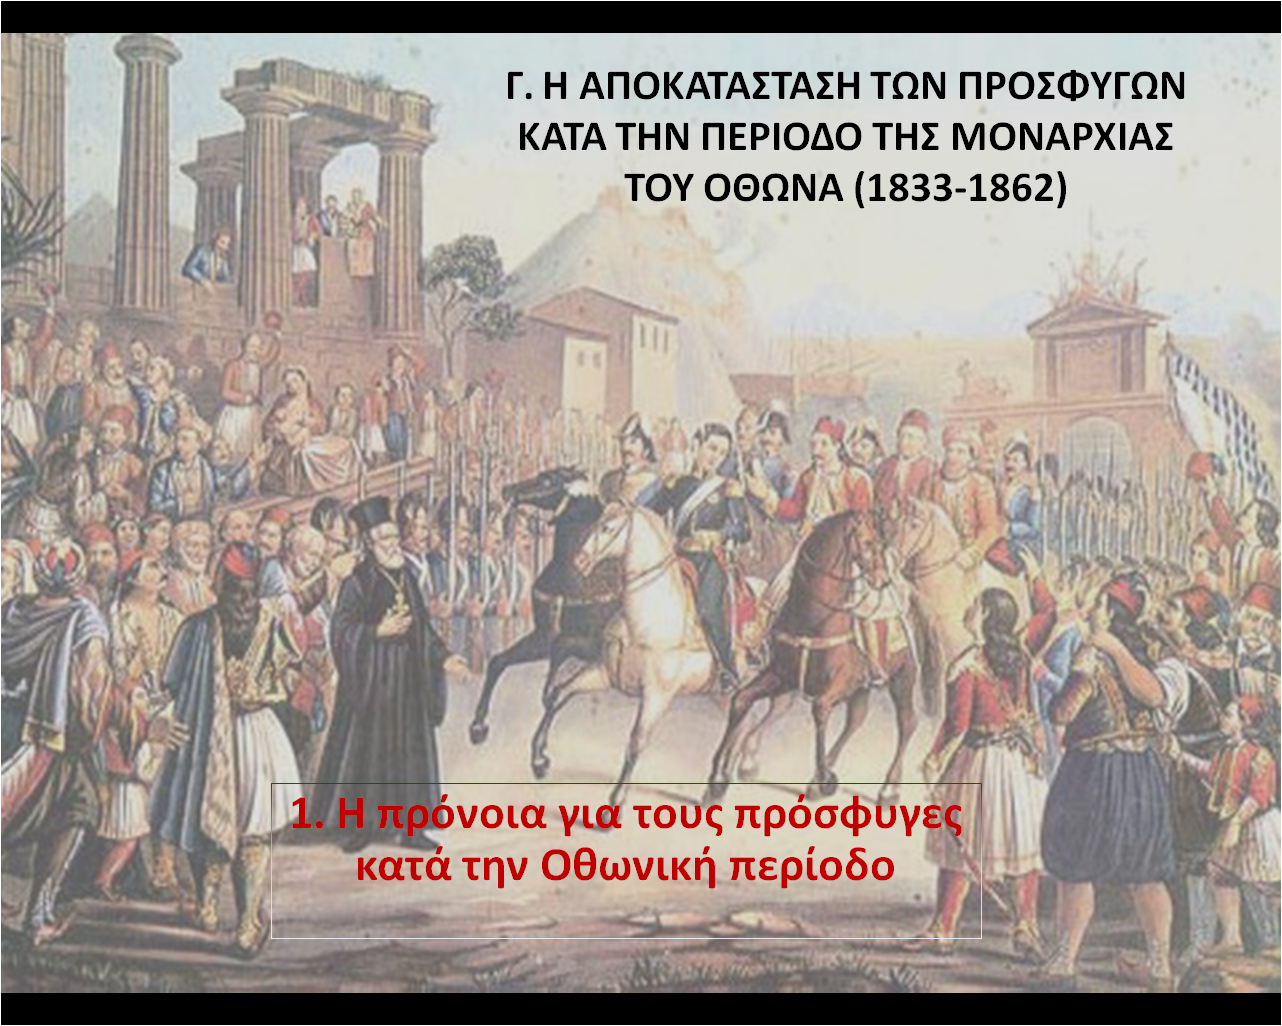 Γ. Η ΑΠΟΚΑΤΑΣΤΑΣΗ ΤΩΝ ΠΡΟΣΦΥΓΩΝ
ΚΑΤΑ ΤΗΝ ΠΕΡΙΟΔΟ ΤΗΣ ΜΟΝΑΡΧΙΑΣ
ΤΟΥ ΟΘΩΝΑ (1833-1862)
1. Η πρόνοια για τους πρόσφυγες
κατά την Οθωνική περίοδο